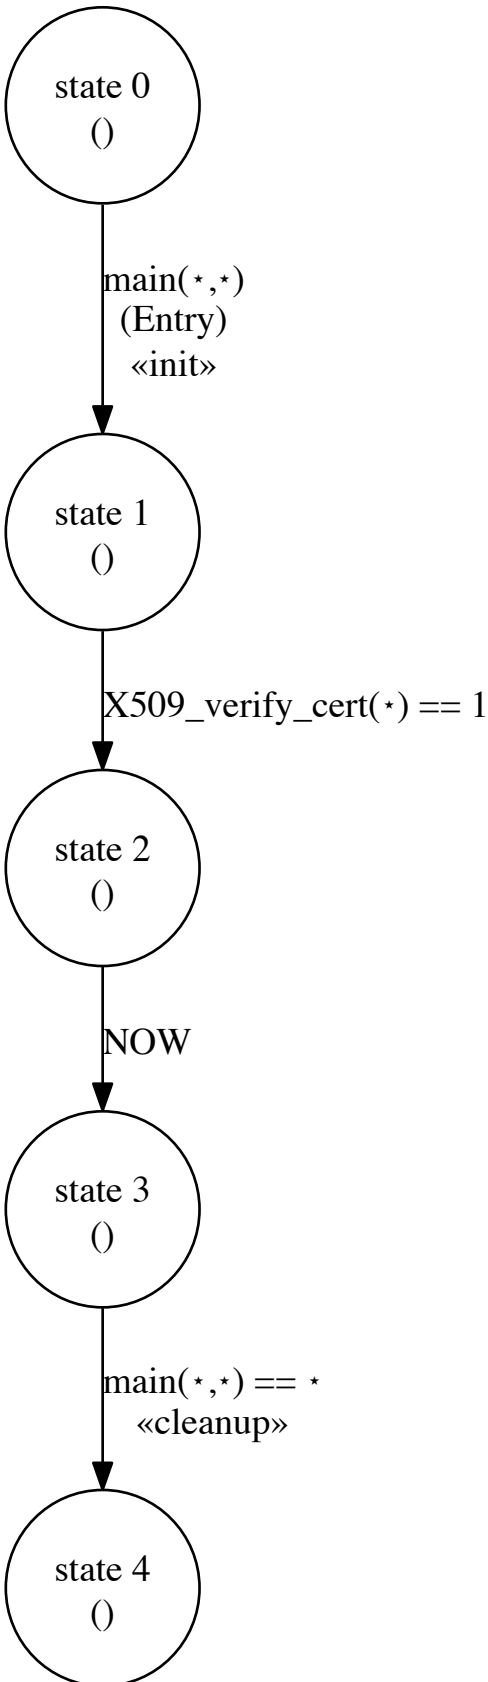 state 0
()
main(⋆,⋆)
(Entry)
«init»
state 1
()
X509_verify_cert(⋆) == 1
state 2
()
NOW
state 3
()
main(⋆,⋆) == ⋆
«cleanup»
state 4
()